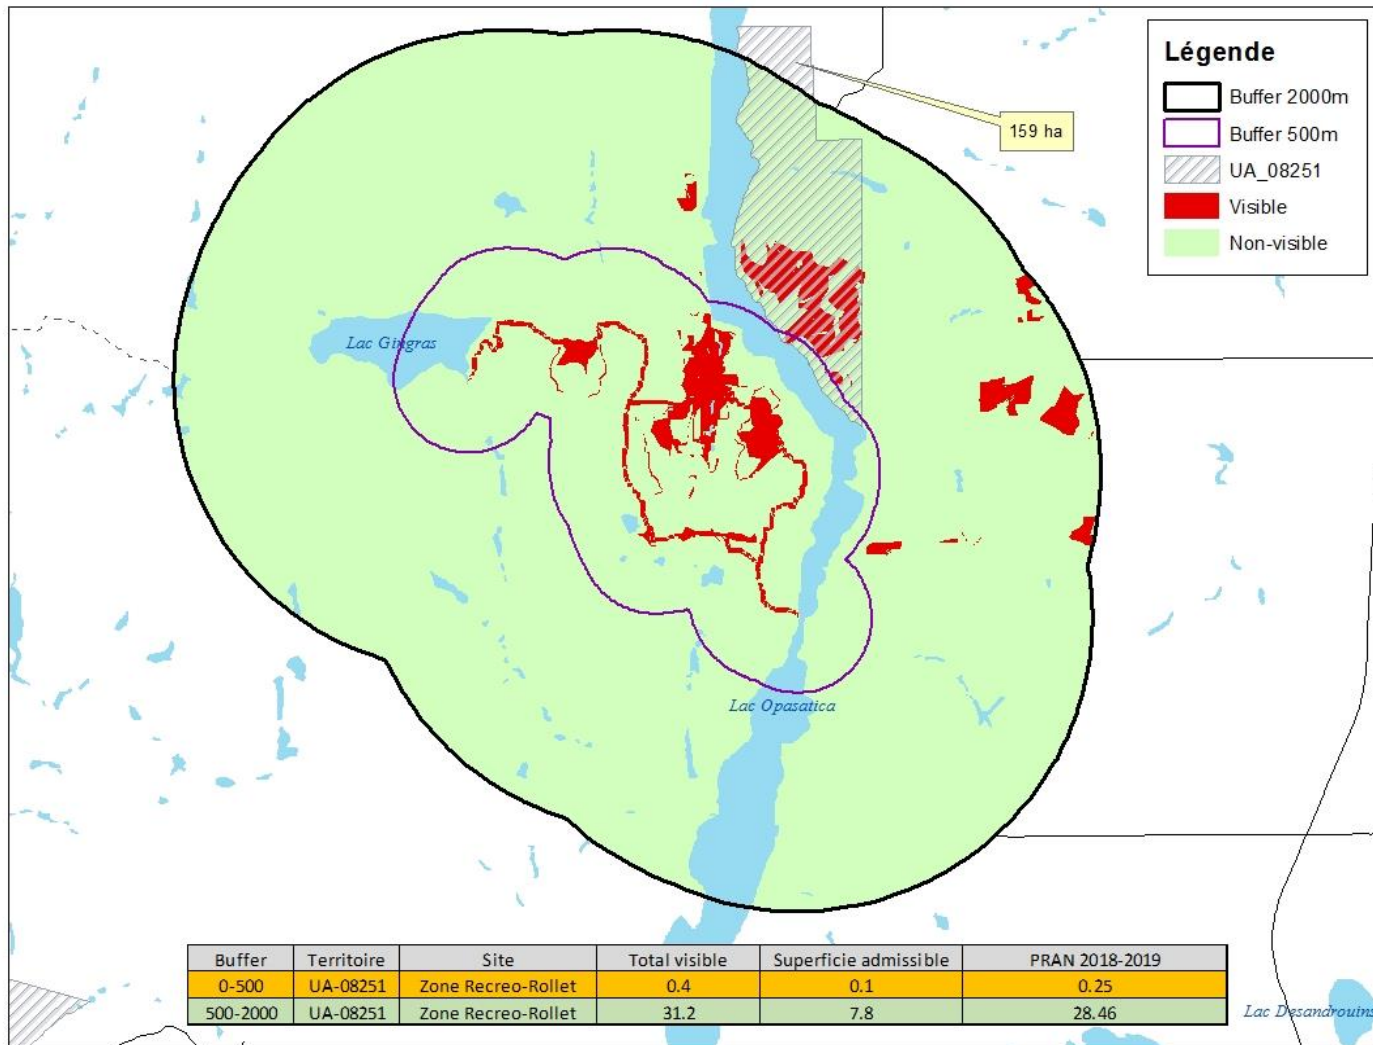 Légende
Buffer 2000m
Buffer 500m
UA_08251
Visible
Non-visible
159 ha
Lac Gingras
Lac Opasatica
Buffer Territoire Site Total visible Superficie admissible PRAN 2018-2019
0-500 UA-08251 Zone Recreo-Rollet 0.4 0.1 0.25
500-2000 UA-08251 Zone Recreo-Rollet 31.2 7.8 28.46
Lac Desandrouins